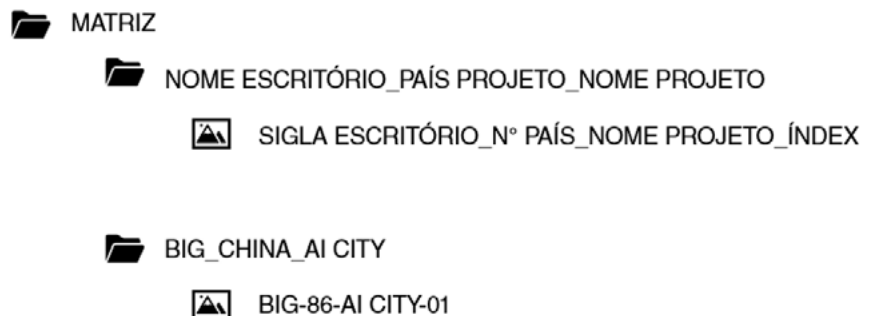 MATRIZ
NOME ESCRITÓRIO_PAÍS PROJETO_NOME PROJETO
SIGLA ESCRITÓRIO_N° PAÍS_NOME PROJETO_ÍNDEX
BIG_CHINA_AI CITY
BIG-86-AI CITY-01